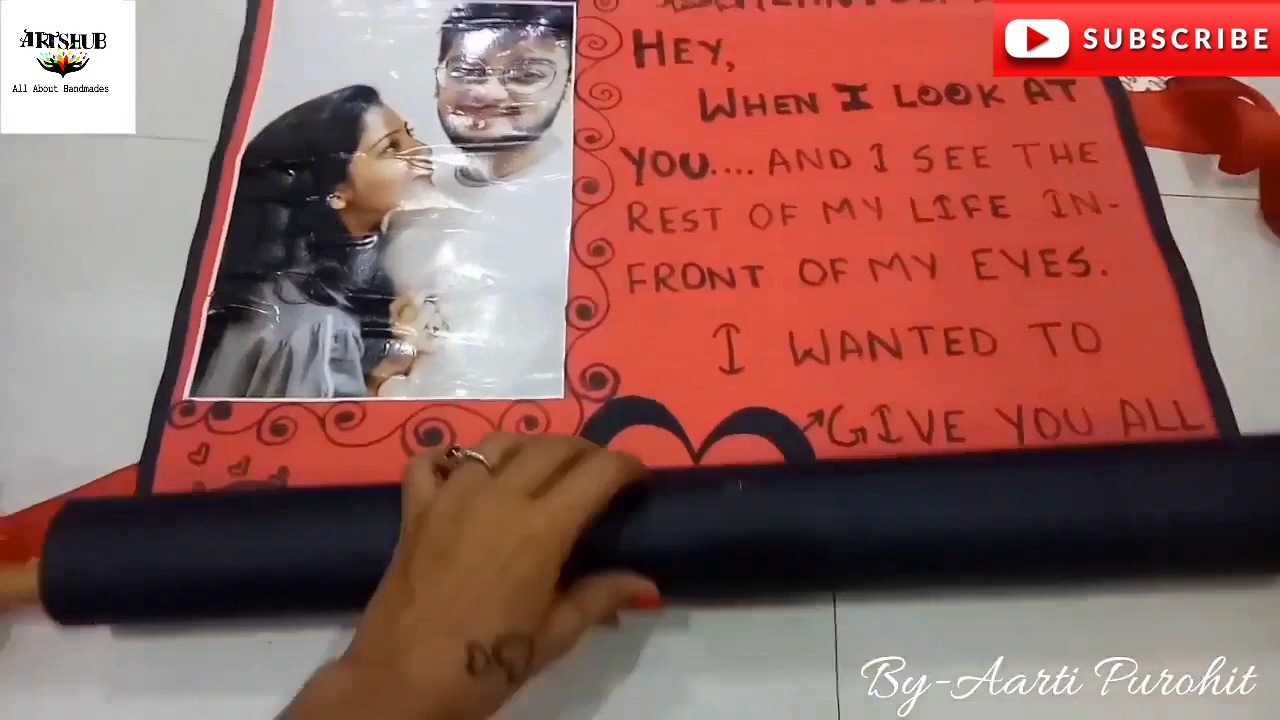 ARTSHUB
All About Handmades
SUBSCRIBE
HEY,
WHEN I LOOK AT
YOU.... AND I SEE THE
REST OF MY LIFE IN-
FRONT OF MY EYES.
I WANTED TO
GIVE YOU ALL
By-Aarti Purohit